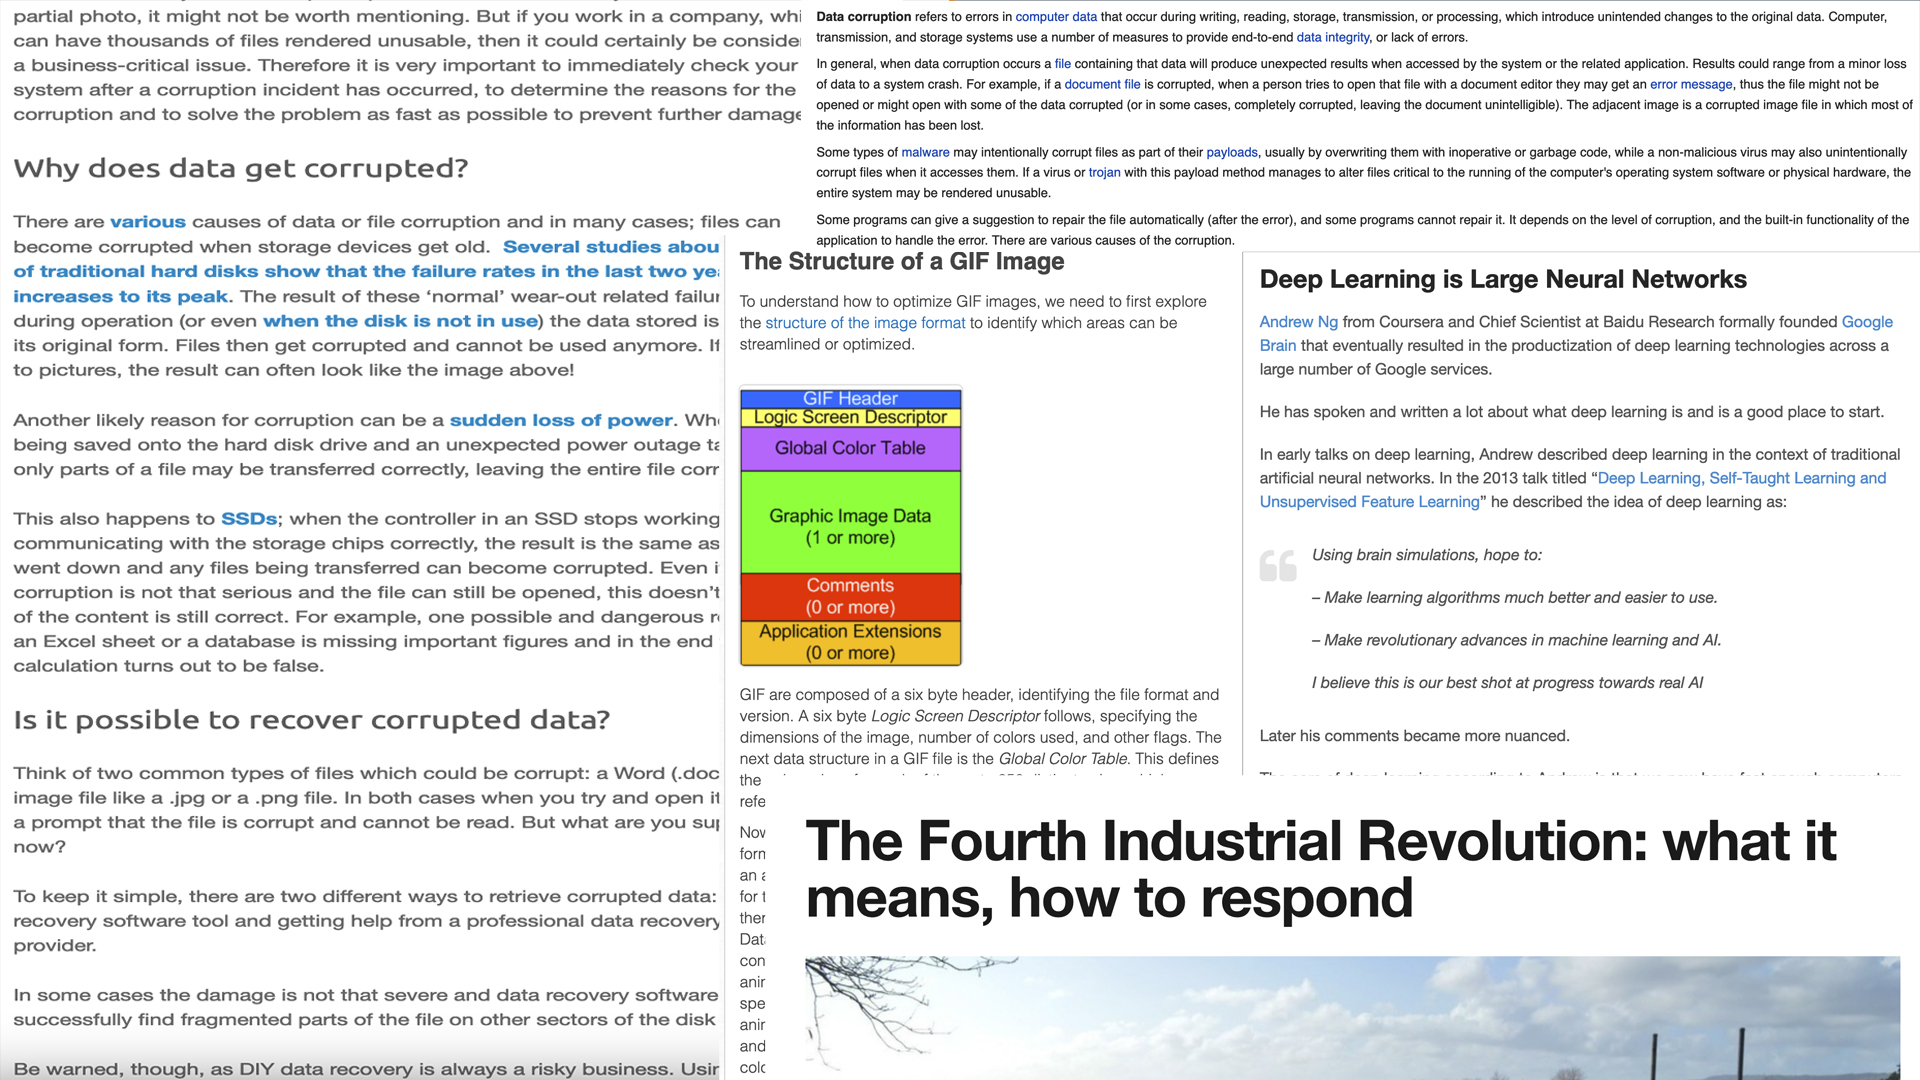 partial photo, it might not be worth mentioning. But if you work in a company, whi
can have thousands of files rendered unusable, then it could certainly be conside
a business-critical issue. Therefore it is very important to immediately check your
system after a corruption incident has occurred, to determine the reasons for the
corruption and to solve the problem as fast as possible to prevent further damage
Why does data get corrupted?
There are various causes of data or file corruption and in many cases; files can
become corrupted when storage devices get old. Several studies abou
of traditional hard disks show that the failure rates in the last two yea
increases to its peak. The result of these ‘normal’ wear-out related failur
during operation (or even when the disk is not in use) the data stored is
its original form. Files then get corrupted and cannot be used anymore. If
to pictures, the result can often look like the image above!
Another likely reason for corruption can be a sudden loss of power. Whe
being saved onto the hard disk drive and an unexpected power outage ta
only parts of a file may be transferred correctly, leaving the entire file corr
This also happens to SSDs; when the controller in an SSD stops working
communicating with the storage chips correctly, the result is the same as
went down and any files being transferred can become corrupted. Even i
corruption is not that serious and the file can still be opened, this doesn’t
of the content is still correct. For example, one possible and dangerous r
an Excel sheet or a database is missing important figures and in the end
calculation turns out to be false.
Is it possible to recover corrupted data?
Think of two common types of files which could be corrupt: a Word (.doc
image file like a .jpg or a .png file. In both cases when you try and open it
a prompt that the file is corrupt and cannot be read. But what are you sup
now?
To keep it simple, there are two different ways to retrieve corrupted data:
recovery software tool and getting help from a professional data recovery
provider.
In some cases the damage is not that severe and data recovery software
successfully find fragmented parts of the file on other sectors of the disk
Be warned, though, as DIY data recovery is always a risky business. Usin
Data corruption refers to errors in computer data that occur during writing, reading, storage, transmission, or processing, which introduce unintended changes to the original data. Computer,
transmission, and storage systems use a number of measures to provide end-to-end data integrity, or lack of errors.
In general, when data corruption occurs a file containing that data will produce unexpected results when accessed by the system or the related application. Results could range from a minor loss
of data to a system crash. For example, if a document file is corrupted, when a person tries to open that file with a document editor they may get an error message, thus the file might not be
opened or might open with some of the data corrupted (or in some cases, completely corrupted, leaving the document unintelligible). The adjacent image is a corrupted image file in which most of
the information has been lost.
Some types of malware may intentionally corrupt files as part of their payloads, usually by overwriting them with inoperative or garbage code, while a non-malicious virus may also unintentionally
corrupt files when it accesses them. If a virus or trojan with this payload method manages to alter files critical to the running of the computer's operating system software or physical hardware, the
entire system may be rendered unusable.
Some programs can give a suggestion to repair the file automatically (after the error), and some programs cannot repair it. It depends on the level of corruption, and the built-in functionality of the
application to handle the error. There are various causes of the corruption.
The Structure of a GIF Image
To understand how to optimize GIF images, we need to first explore
the structure of the image format to identify which areas can be
streamlined or optimized.
GIF Header
Logic Screen Descriptor
Global Color Table
Graphic Image Data
(1 or more)
Comments
(0 or more)
Application Extensions
(0 or more)
GIF are composed of a six byte header, identifying the file format and
version. A six byte Logic Screen Descriptor follows, specifying the
dimensions of the image, number of colors used, and other flags. The
next data structure in a GIF file is the Global Color Table. This defines
the
refe
Now
form
an a
for t
ther
Data
con
anir
spe
anir
and
colo
Deep Learning is Large Neural Networks
Andrew Ng from Coursera and Chief Scientist at Baidu Research formally founded Google
Brain that eventually resulted in the productization of deep learning technologies across a
large number of Google services.
He has spoken and written a lot about what deep learning is and is a good place to start.
In early talks on deep learning, Andrew described deep learning in the context of traditional
artificial neural networks. In the 2013 talk titled “Deep Learning, Self-Taught Learning and
Unsupervised Feature Learning” he described the idea of deep learning as:
Using brain simulations, hope to:
– Make learning algorithms much better and easier to use.
– Make revolutionary advances in machine learning and AI.
I believe this is our best shot at progress towards real AI
Later his comments became more nuanced.
The Fourth Industrial Revolution: what it
means, how to respond